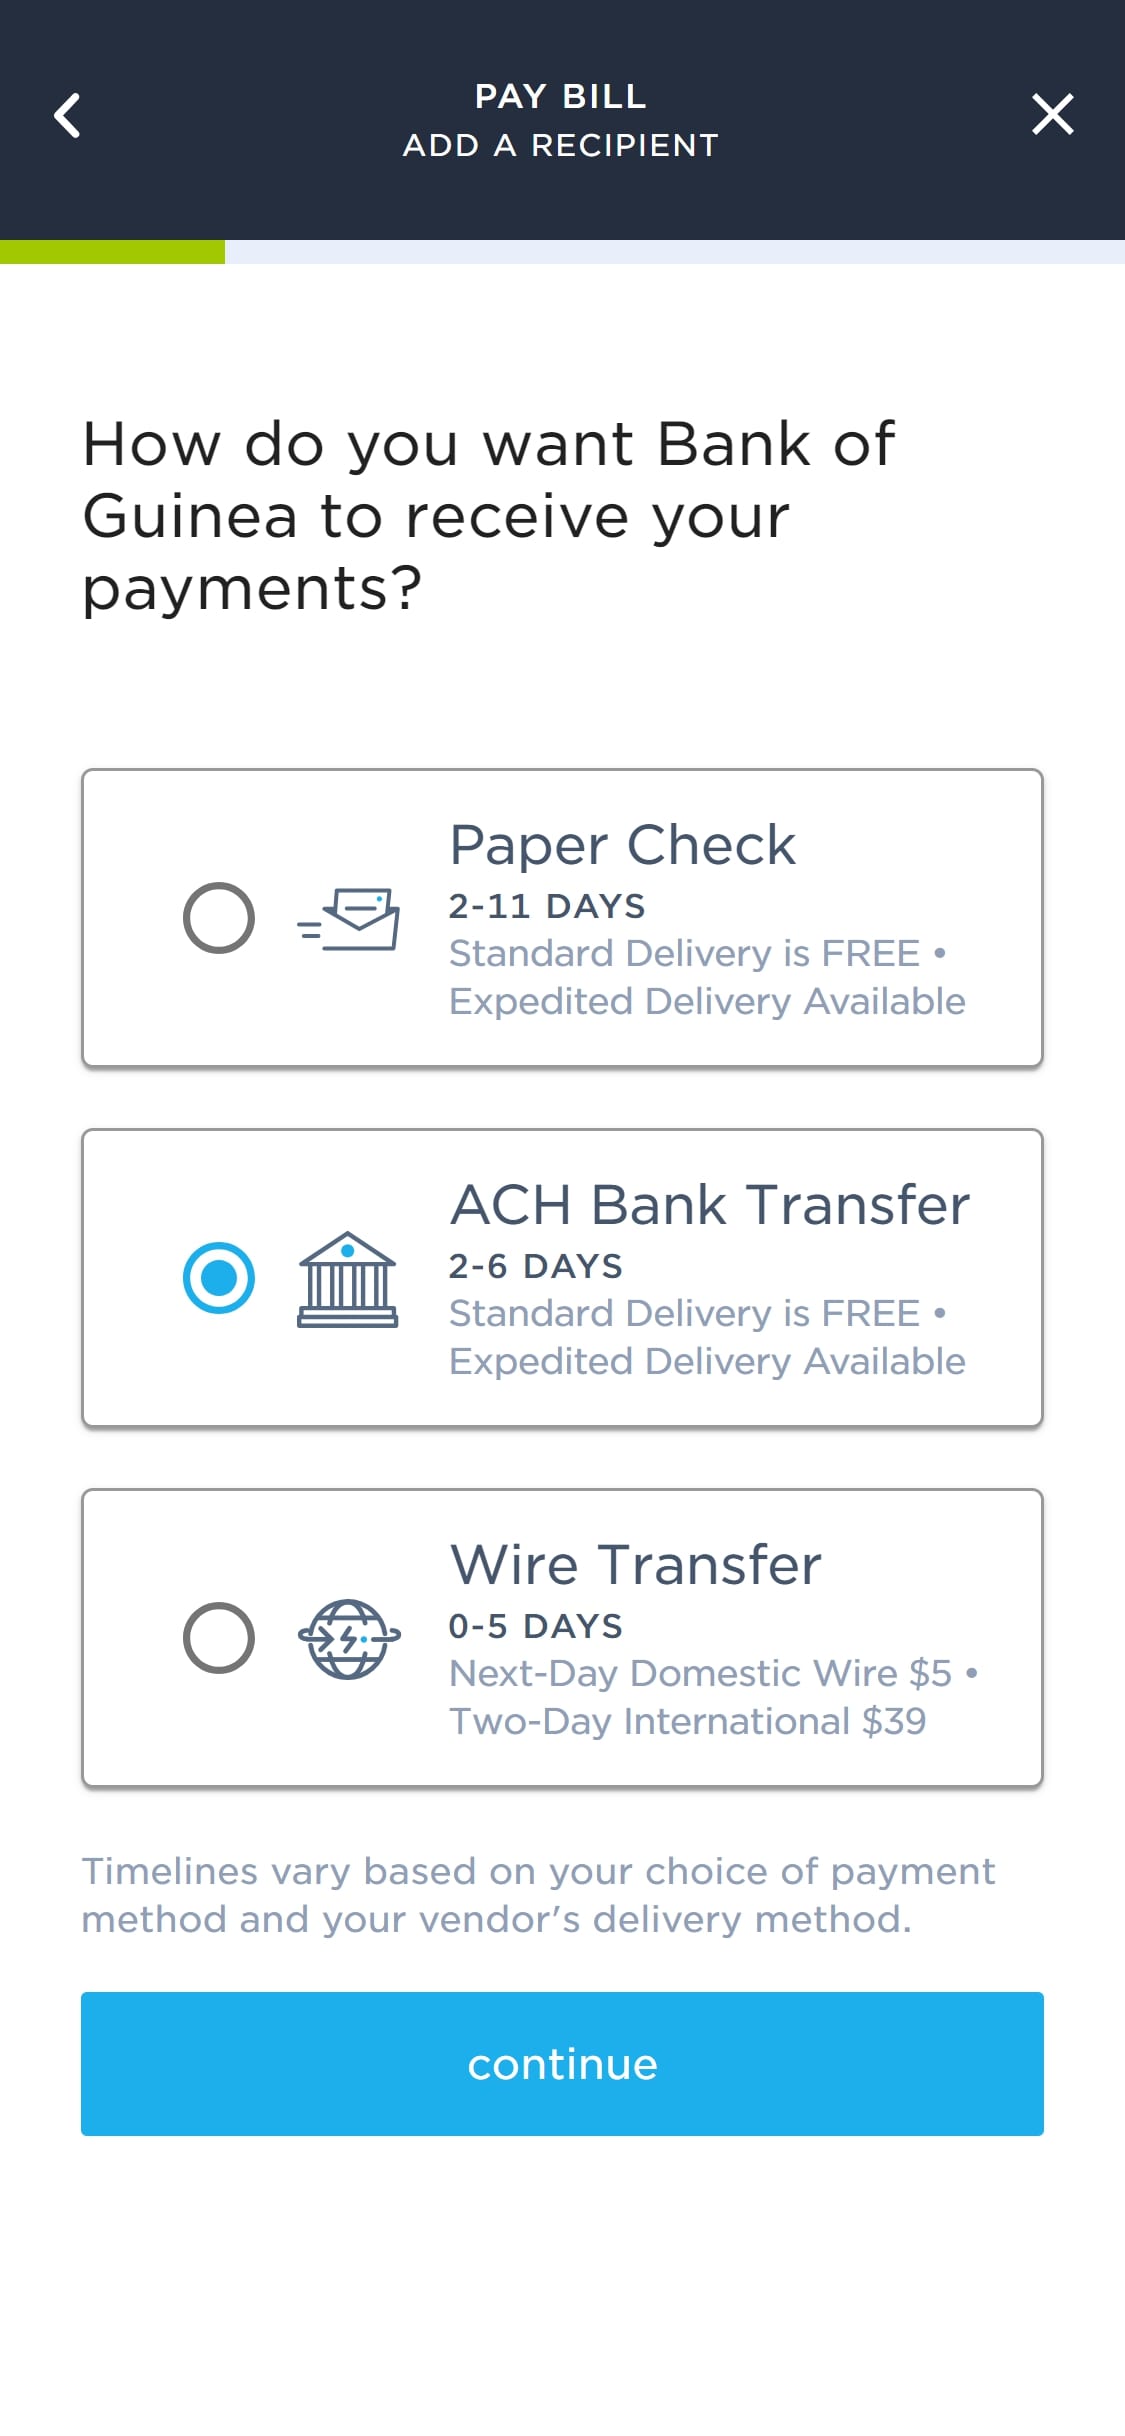 PAY BILL
ADD A RECIPIENT
How do you want Bank of
Guinea to receive your
payments?
Paper Check
2-11 DAYS
Standard Delivery is FREE •
Expedited Delivery Available
ACH Bank Transfer
2-6 DAYS
Standard Delivery is FREE •
Expedited Delivery Available
Wire Transfer
0-5 DAYS
Next-Day Domestic Wire $5 •
Two-Day International $39
Timelines vary based on your choice of payment
method and your vendor's delivery method.
continue